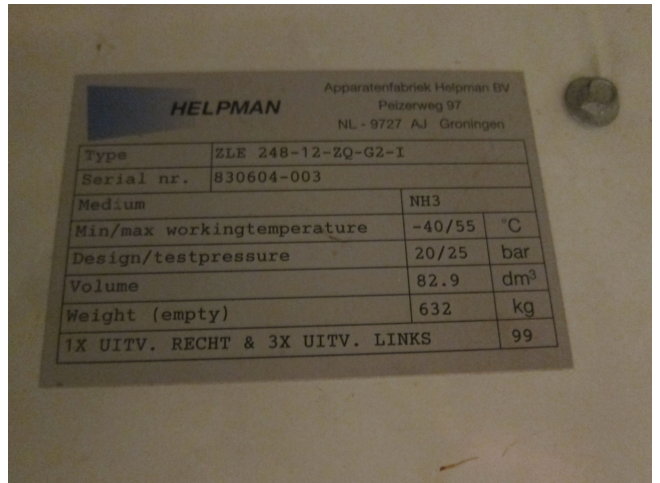 HELPMAN
Apparatenfabriek Helpman BV
Peizerweg 97
NL - 9727 AJ Groningen
Type ZLE 248-12-ZQ-G2-I
Serial nr. 830604-003
Medium NH3
Min/max workingtemperature -40/55 °C
Design/testpressure 20/25 bar
Volume 82.9 dm³
Weight (empty) 632 kg
1X UITV. RECHT & 3X UITV. LINKS 99